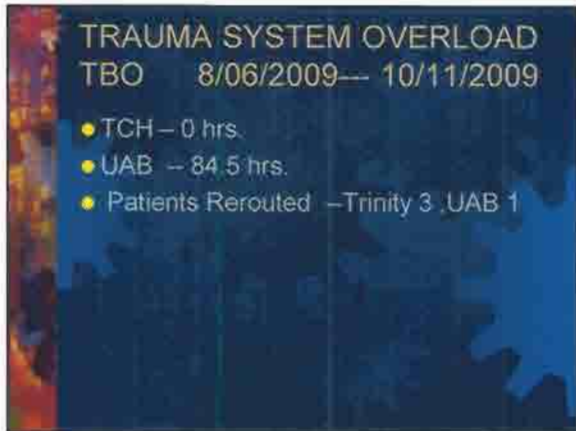 TRAUMA SYSTEM OVERLOAD
TBO 8/06/2009--- 10/11/2009
TCH – 0 hrs.
UAB – 84.5 hrs.
Patients Rerouted –Trinity 3 ,UAB 1